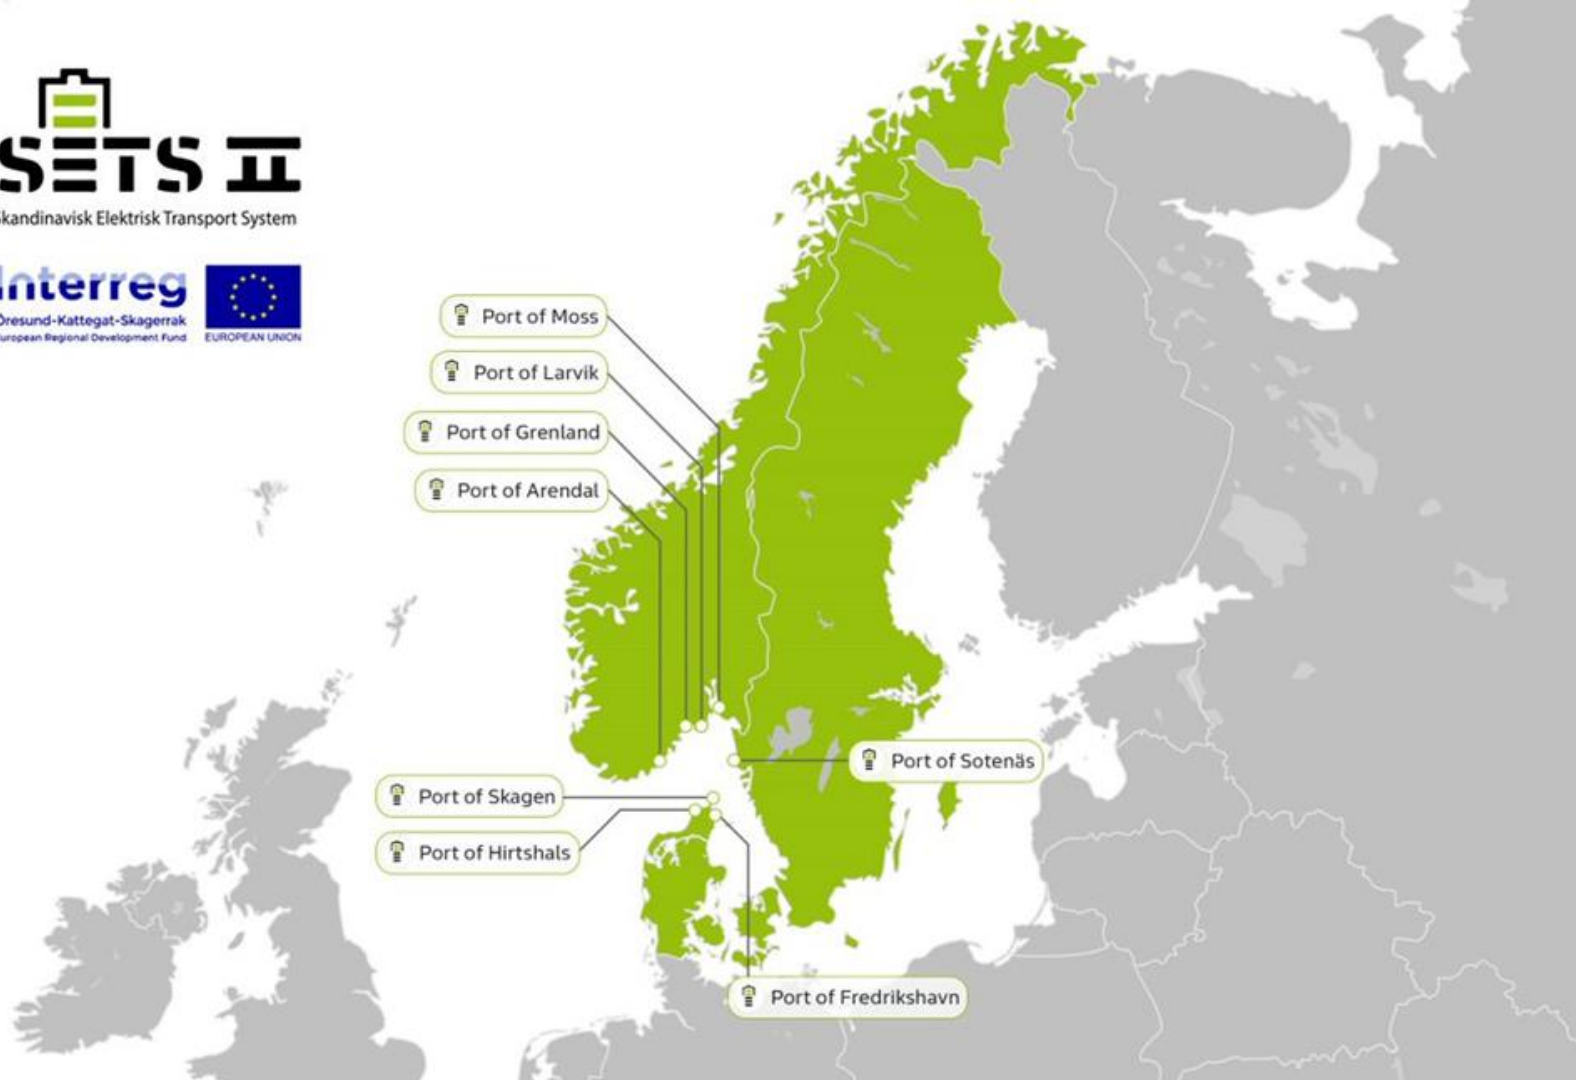 SETS II
Skandinavisk Elektrisk Transport System
Interreg
Öresund-Kattegat-Skagerrak
European Regional Development Fund
EUROPEAN UNION
Port of Moss
Port of Larvik
Port of Grenland
Port of Arendal
Port of Sotenäs
Port of Skagen
Port of Hirtshals
Port of Fredrikshavn